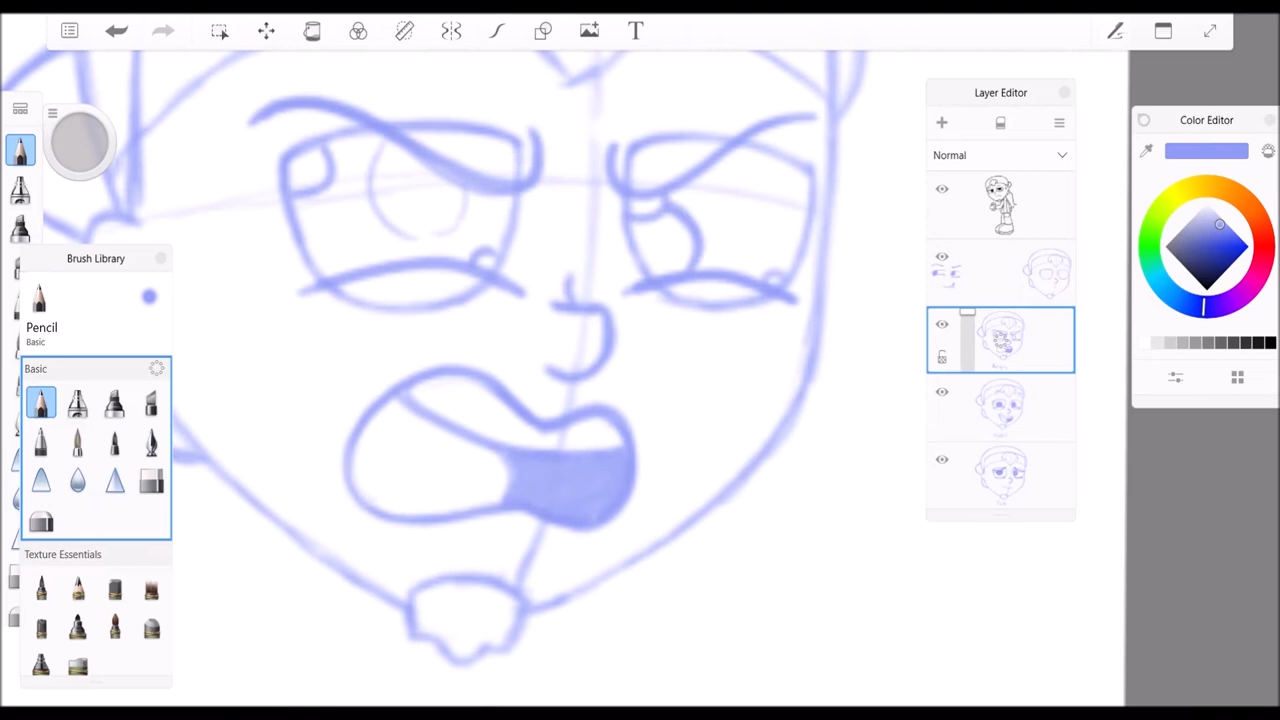 T
Layer Editor
Normal
Color Editor
Brush Library
Pencil
Basic
Basic
Texture Essentials